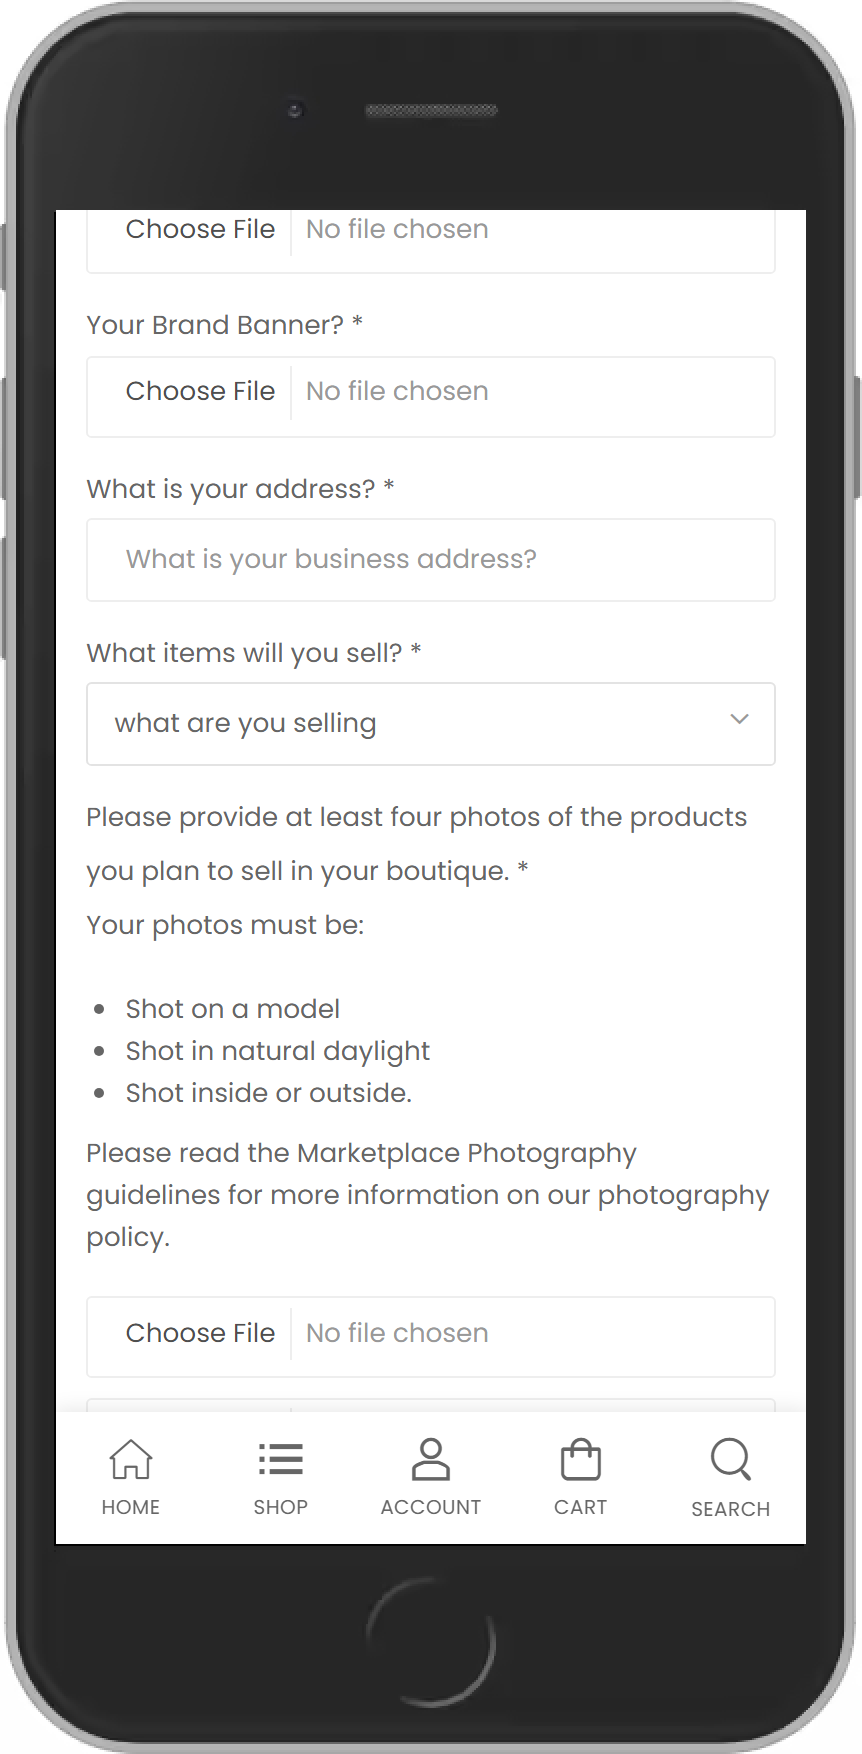 Choose File No file chosen
Your Brand Banner? *
Choose File No file chosen
What is your address? *
What is your business address?
What items will you sell? *
what are you selling
Please provide at least four photos of the products
you plan to sell in your boutique. *
Your photos must be:
• Shot on a model
• Shot in natural daylight
• Shot inside or outside.
Please read the Marketplace Photography
guidelines for more information on our photography
policy.
Choose File No file chosen
HOME SHOP ACCOUNT CART SEARCH